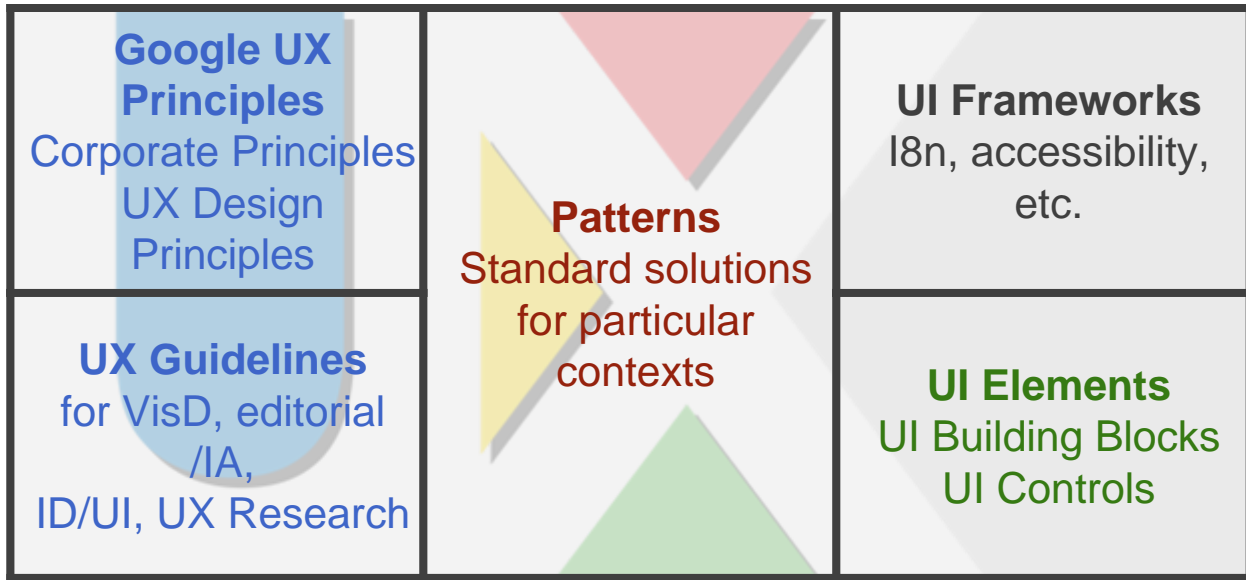 Google UX
Principles
Corporate Principles
UX Design
Principles
UX Guidelines
for VisD, editorial
/IA,
ID/UI, UX Research
Patterns
Standard solutions
for particular
contexts
UI Frameworks
I8n, accessibility,
etc.
UI Elements
UI Building Blocks
UI Controls